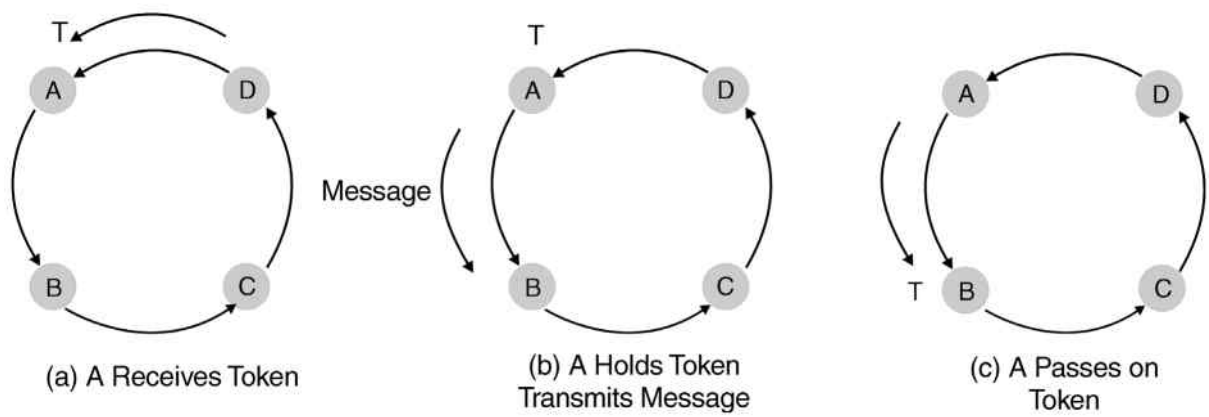 T
A
D
B
C
(a) A Receives Token
T
A
D
Message
B
C
(b) A Holds Token
Transmits Message
A
D
T
B
C
(c) A Passes on
Token